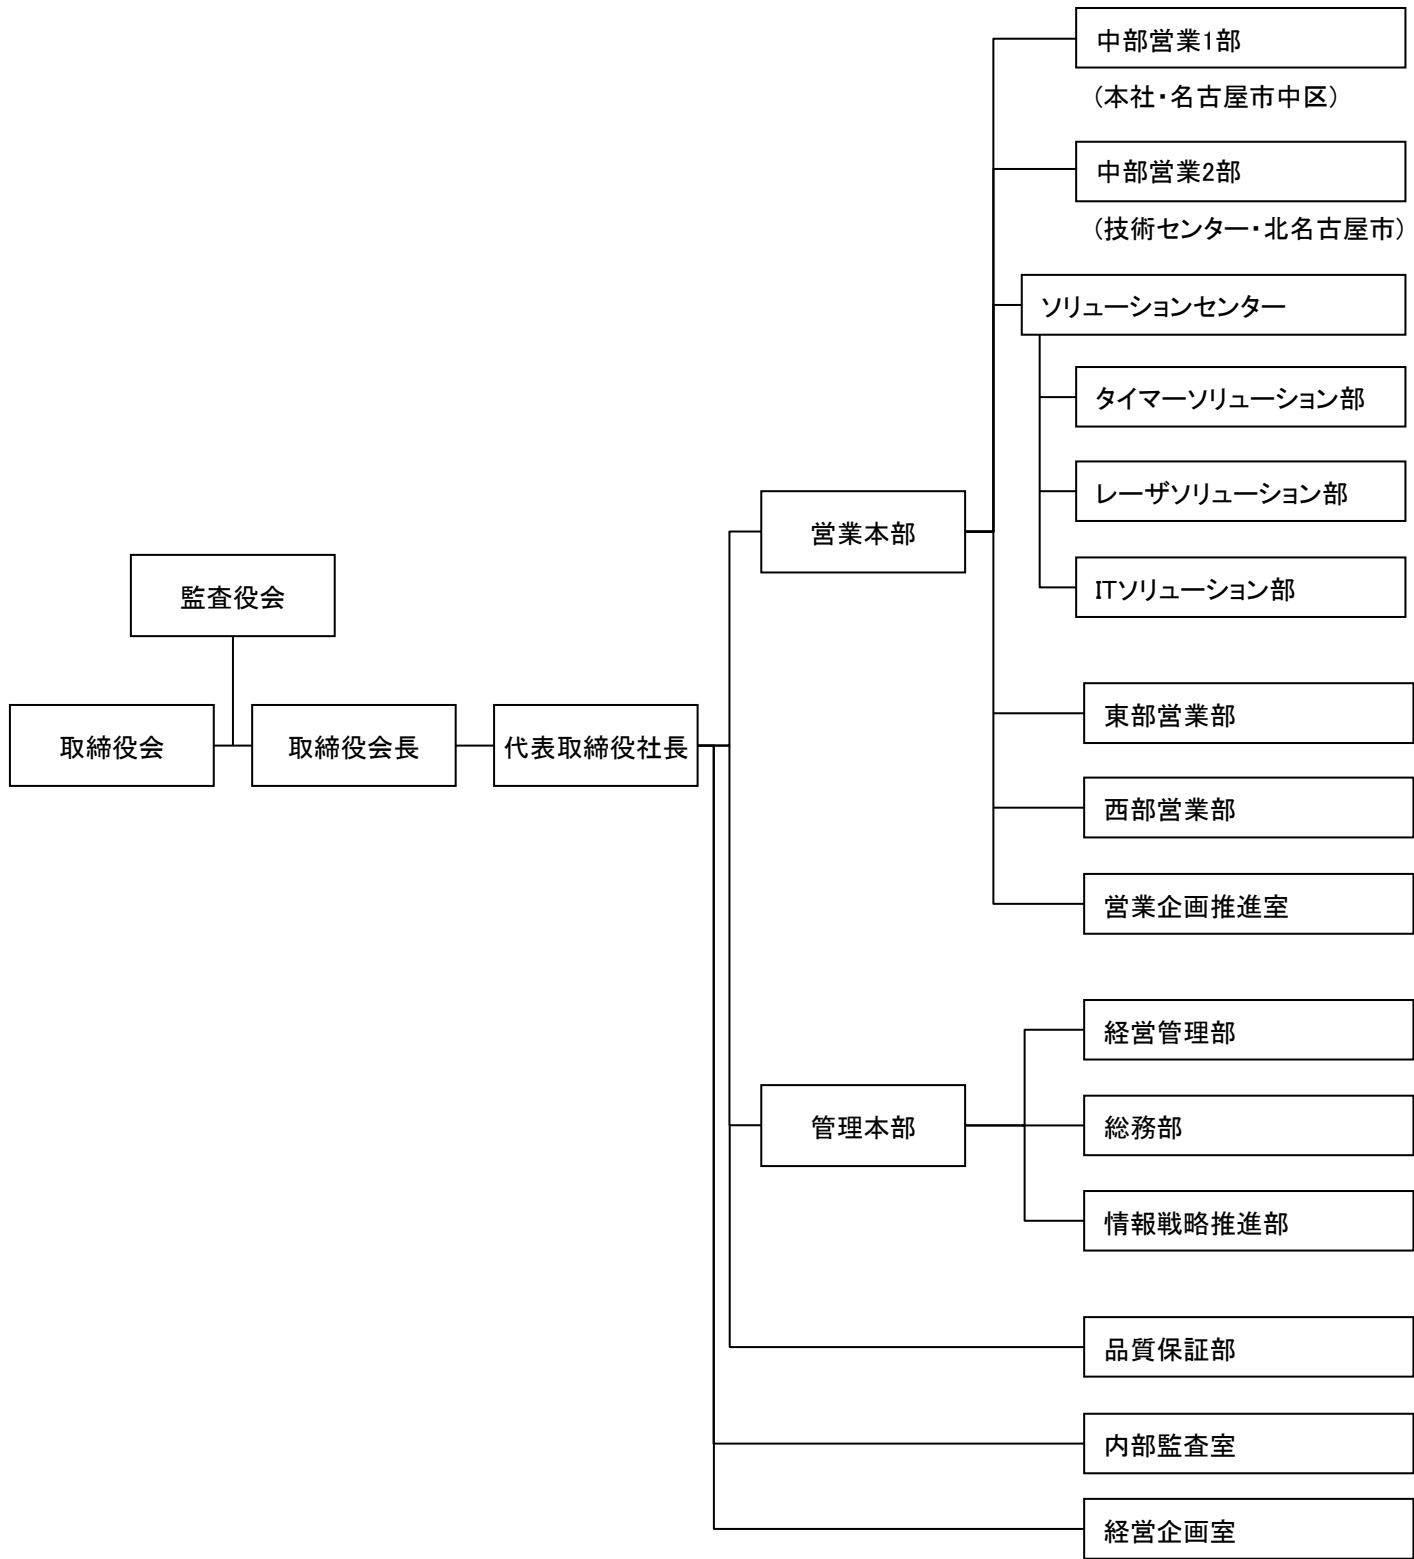 中部営業1部
(本社・名古屋市中区)
中部営業2部
(技術センター・北名古屋市)
ソリューションセンター
タイマーソリューション部
レーザソリューション部
ITソリューション部
営業本部
監査役会
取締役会
取締役会長
代表取締役社長
東部営業部
西部営業部
営業企画推進室
経営管理部
管理本部
総務部
情報戦略推進部
品質保証部
内部監査室
経営企画室